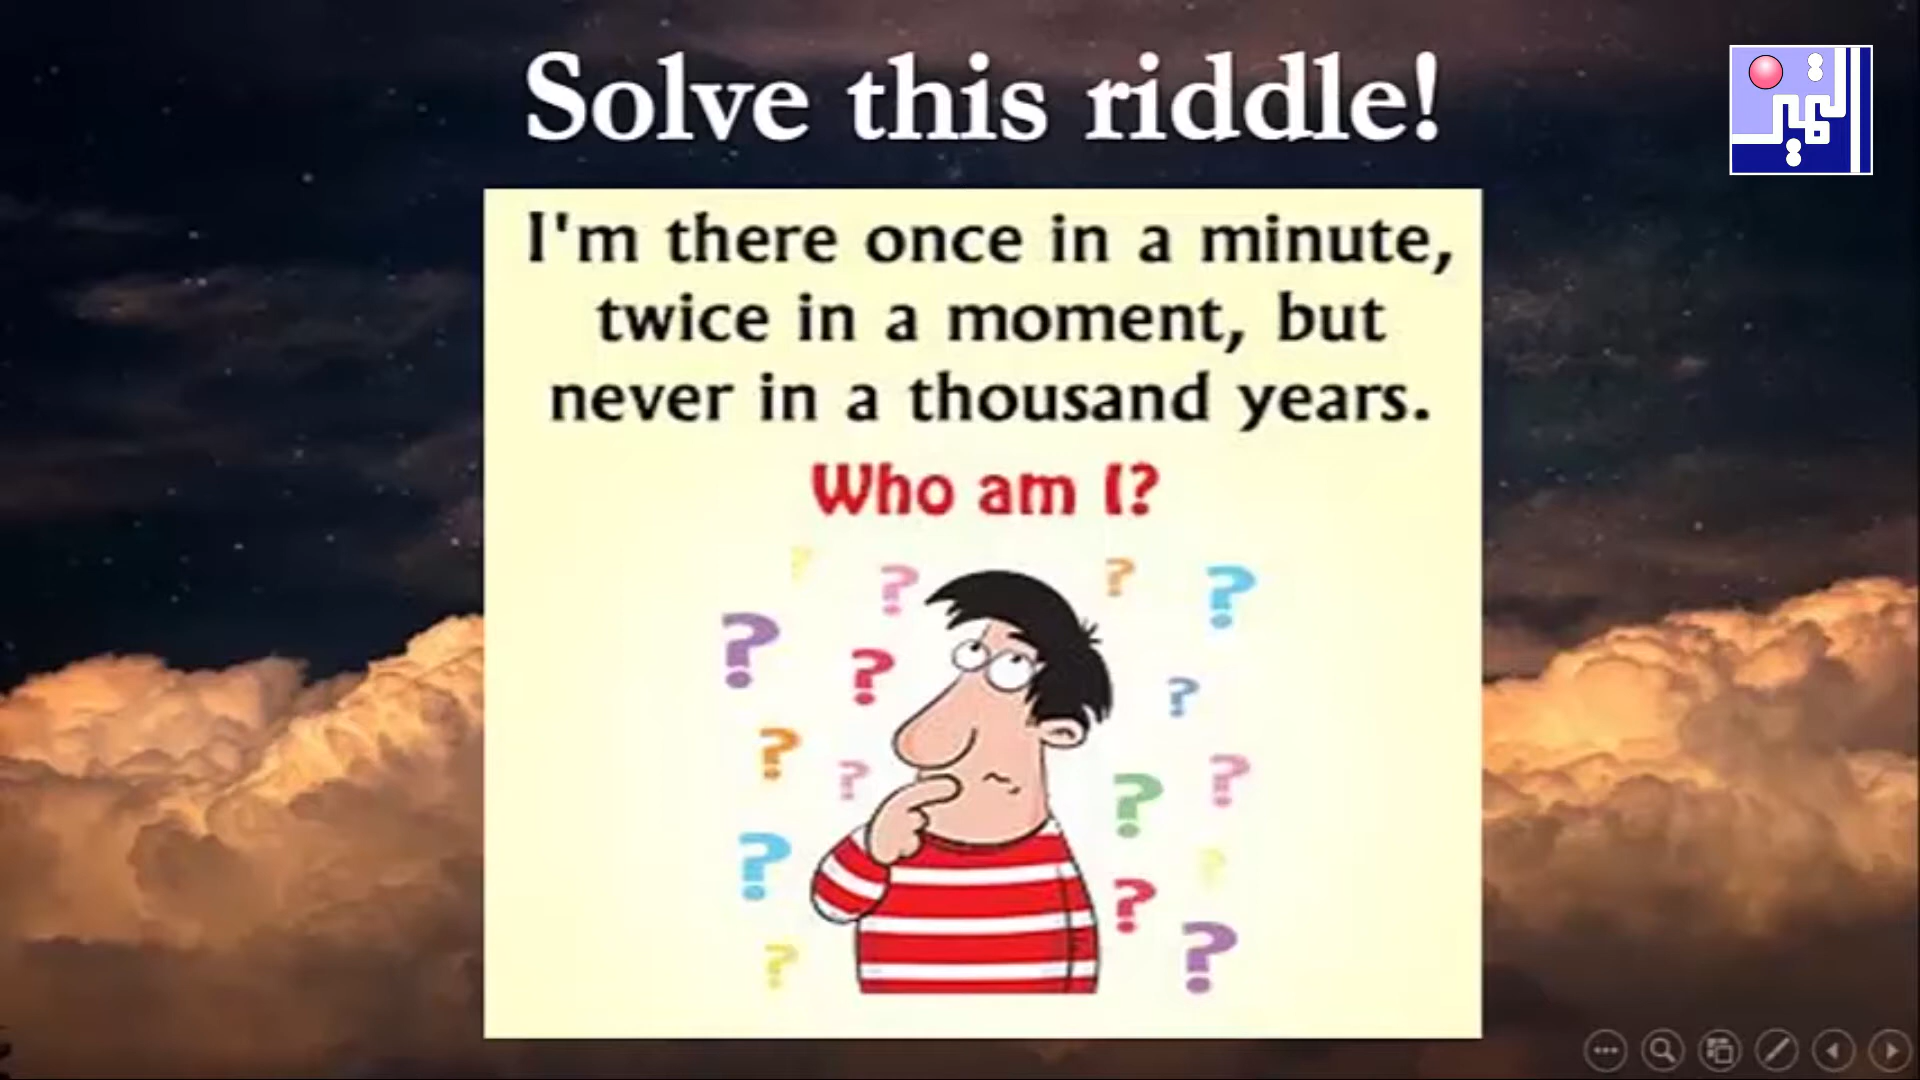 Solve this riddle!
I'm there once in a minute,
twice in a moment, but
never in a thousand years.
Who am I?